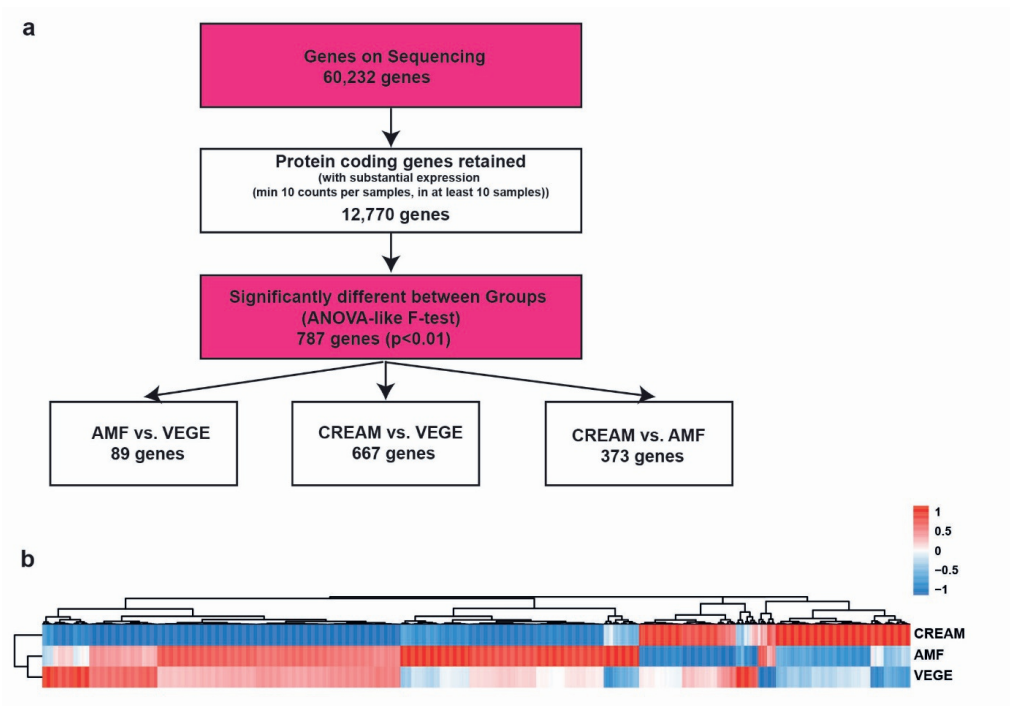 a
Genes on Sequencing
60,232 genes
Protein coding genes retained
(with substantial expression
(min 10 counts per samples, in at least 10 samples))
12,770 genes
Significantly different between Groups
(ANOVA-like F-test)
787 genes (p<0.01)
AMF vs. VEGE
89 genes
CREAM vs. VEGE
667 genes
CREAM vs. AMF
373 genes
b
1
0.5
0
−0.5
−1
CREAM
AMF
VEGE